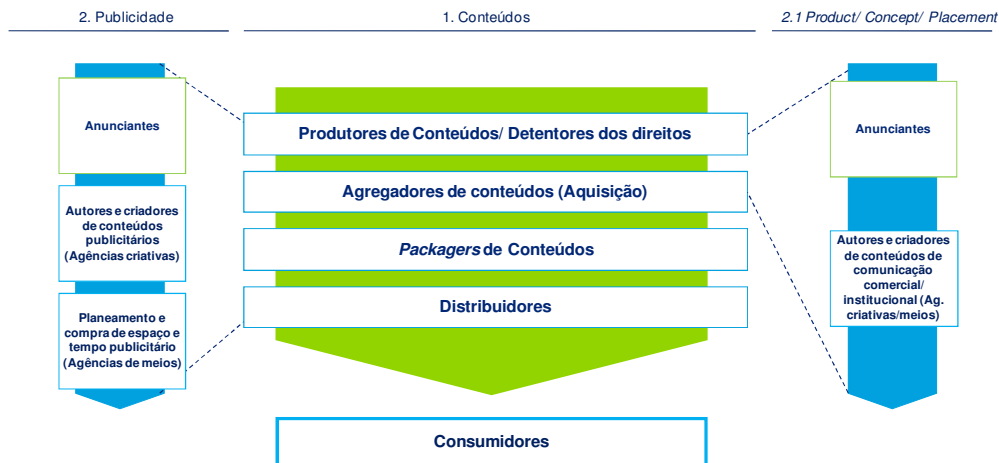 2. Publicidade
1. Conteúdos
2.1 Product/ Concept/ Placement
Anunciantes
Autores e criadores
de conteúdos
publicitários
(Agências criativas)
Planeamento e
compra de espaço e
tempo publicitário
(Agências de meios)
Produtores de Conteúdos/ Detentores dos direitos
Agregadores de conteúdos (Aquisição)
Packagers de Conteúdos
Distribuidores
Consumidores
Anunciantes
Autores e criadores
de conteúdos de
comunicação
comercial/
institucional (Ag.
criativas/meios)